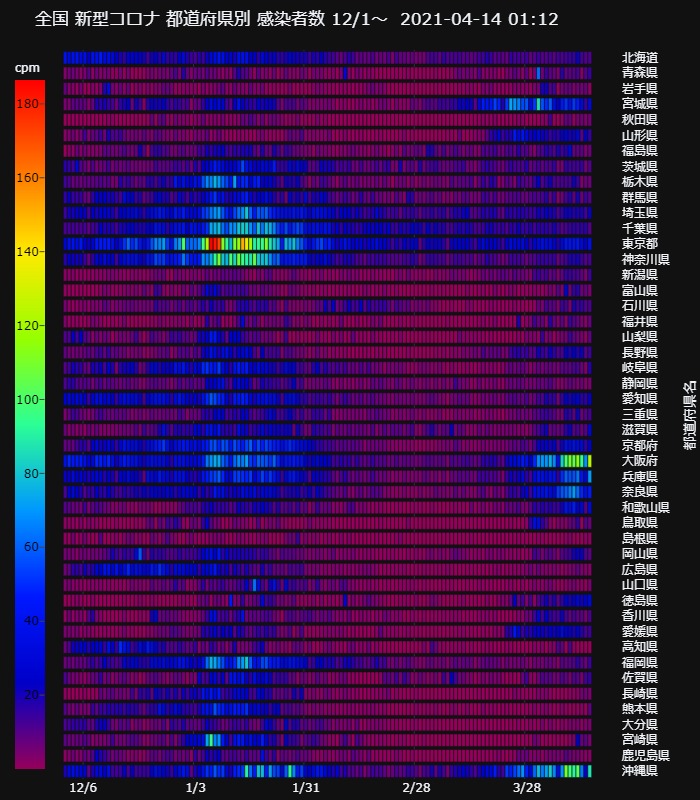 全国 新型コロナ 都道府県別 感染者数 12/1～ 2021-04-14 01:12
cpm
180
160
140
120
100
80
60
40
20
北海道
青森県
岩手県
宮城県
秋田県
山形県
福島県
茨城県
栃木県
群馬県
埼玉県
千葉県
東京都
神奈川県
新潟県
富山県
石川県
福井県
山梨県
長野県
岐阜県
静岡県
愛知県
三重県
滋賀県
京都府
大阪府
兵庫県
奈良県
和歌山県
鳥取県
島根県
岡山県
広島県
山口県
徳島県
香川県
愛媛県
高知県
福岡県
佐賀県
長崎県
熊本県
大分県
宮崎県
鹿児島県
沖縄県
都道府県名
12/6 1/3 1/31 2/28 3/28